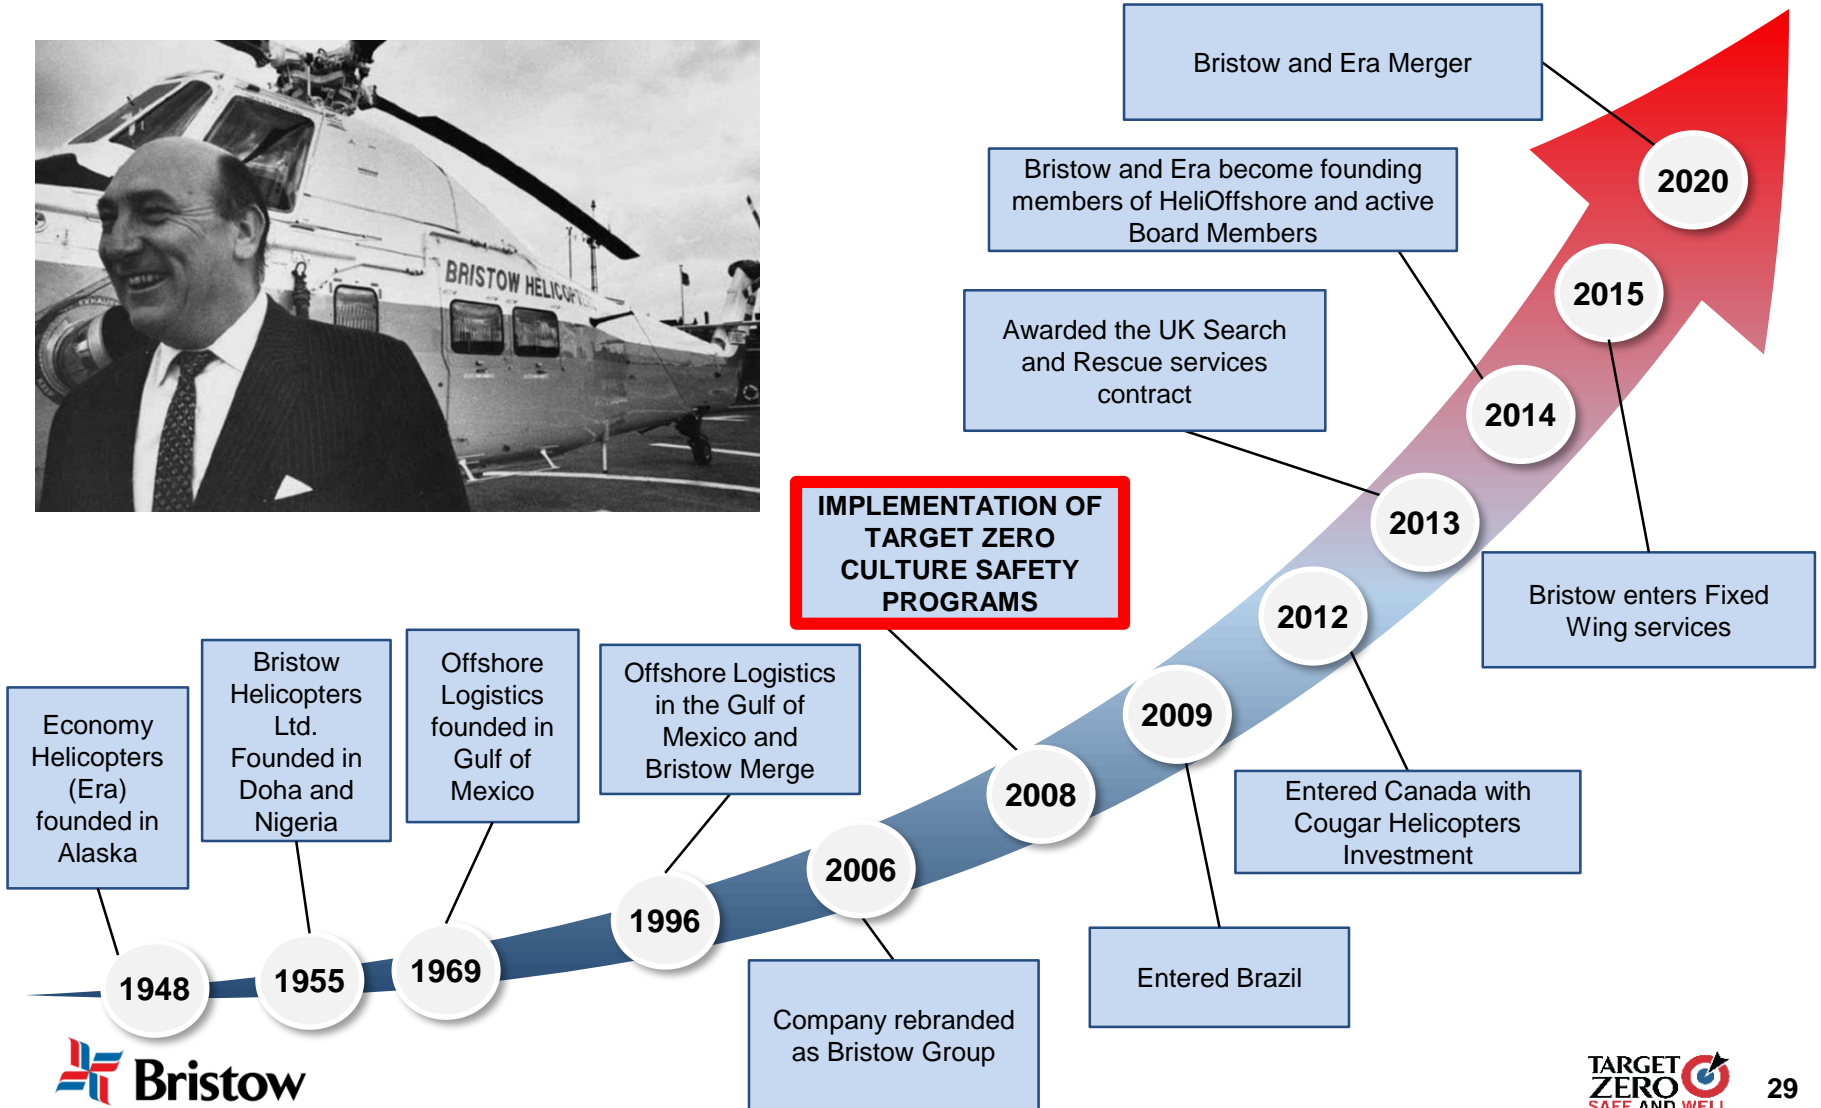 EXHAUST
BRISTOW HELICOPT
Bristow and Era Merger
2020
Bristow and Era become founding
members of HeliOffshore and active
Board Members
2015
Awarded the UK Search
and Rescue services
contract
2014
IMPLEMENTATION OF
TARGET ZERO
CULTURE SAFETY
PROGRAMS
2013
Bristow enters Fixed
Wing services
2012
Economy
Helicopters
(Era)
founded in
Alaska
Bristow
Helicopters
Ltd.
Founded in
Doha and
Nigeria
Offshore
Logistics
founded in
Gulf of
Mexico
Offshore Logistics
in the Gulf of
Mexico and
Bristow Merge
2009
2008
Entered Canada with
Cougar Helicopters
Investment
2006
1996
1948
1955
1969
Entered Brazil
Company rebranded
as Bristow Group
Bristow
TARGET
ZERO
SAFE AND WELL
29